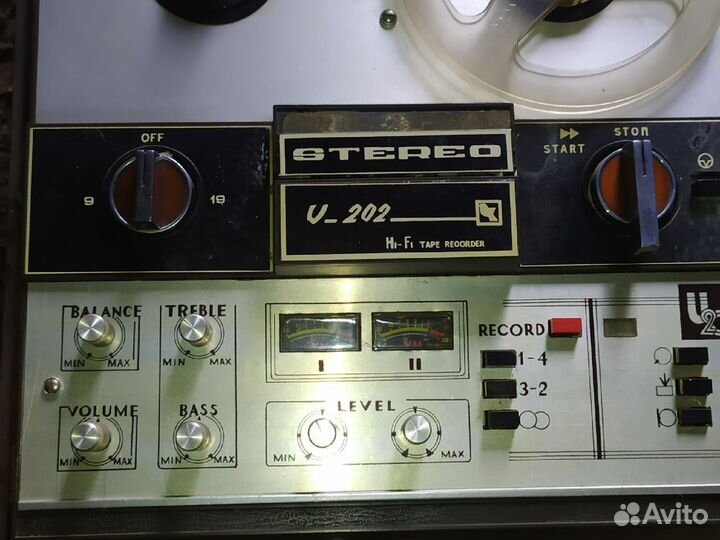 OFF
9 19
STEREO
U-202
HI-FI TAPE RECORDER
STOП
START
BALANCE
MIN MAX
TREBLE
MIN MAX
VOLUME
MIN MAX
BASS
MIN MAX
I II
LEVEL
MIN MAX
RECORD
1-4
3-2
U
Avito